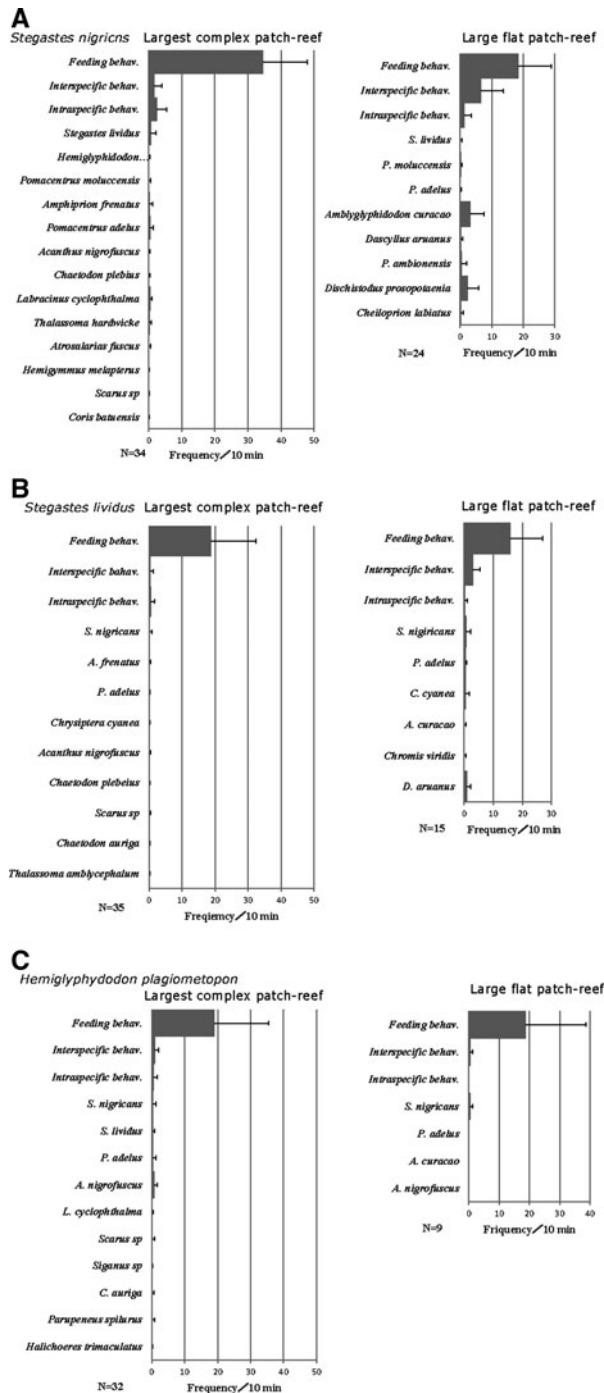 A
Stegastes nigricns
Largest complex patch-reef
Feeding behav.
Interspecific behav.
Intraspecific behav.
Stegastes lividus
Hemiglyphidodon...
Pomacentrus moluccensis
Amphiprion frenatus
Pomacentrus adelus
Acanthus nigrofuscus
Chaetodon plebius
Labracinus cyclophthalma
Thalassoma hardwicke
Atrosalarias fuscus
Hemigymmus melapterus
Scarus sp
Coris batuensis
0 10 20 30 40 50
N=34 Frequency/10 min
Large flat patch-reef
Feeding behav.
Interspecific behav.
Intraspecific behav.
S. lividus
P. moluccensis
P. adelus
Amblyglyphidodon curacao
Dascyllus aruanus
P. ambionensis
Dischistodus prosopotaenia
Cheiloprion labiatus
0 10 20 30
N=24 Frequency/10 min
B
Stegastes lividus
Largest complex patch-reef
Feeding behav.
Interspecific bahav.
Intraspecific behav.
S. nigricans
A. frenatus
P. adelus
Chrysiptera cyanea
Acanthus nigrofuscus
Chaetodon plebeius
Scarus sp
Chaetodon auriga
Thalassoma amblycephalum
0 10 20 30 40 50
N=35 Freqiemcy/10 min
Large flat patch-reef
Feeding behav.
Interspecific behav.
Intraspecific behav.
S. nigiricans
P. adelus
C. cyanea
A. curacao
Chromis viridis
D. aruanus
0 10 20 30
N=15 Frequency/10 min
C
Hemiglyphydodon plagiometopon
Largest complex patch-reef
Feeding behav.
Interspecific behav.
Intraspecific behav.
S. nigricans
S. lividus
P. adelus
A. nigrofuscus
L. cyclophthalma
Scarus sp
Siganus sp
C. auriga
Parupeneus spilurus
Halichoeres trimaculatus
0 10 20 30 40 50
N=32 Frequency/10 min
Large flat patch-reef
Feeding behav.
Interspecific behav.
Intraspecific behav.
S. nigricans
P. adelus
A. curacao
A. nigrofuscus
0 10 20 30 40
N=9 Friquency/10 min